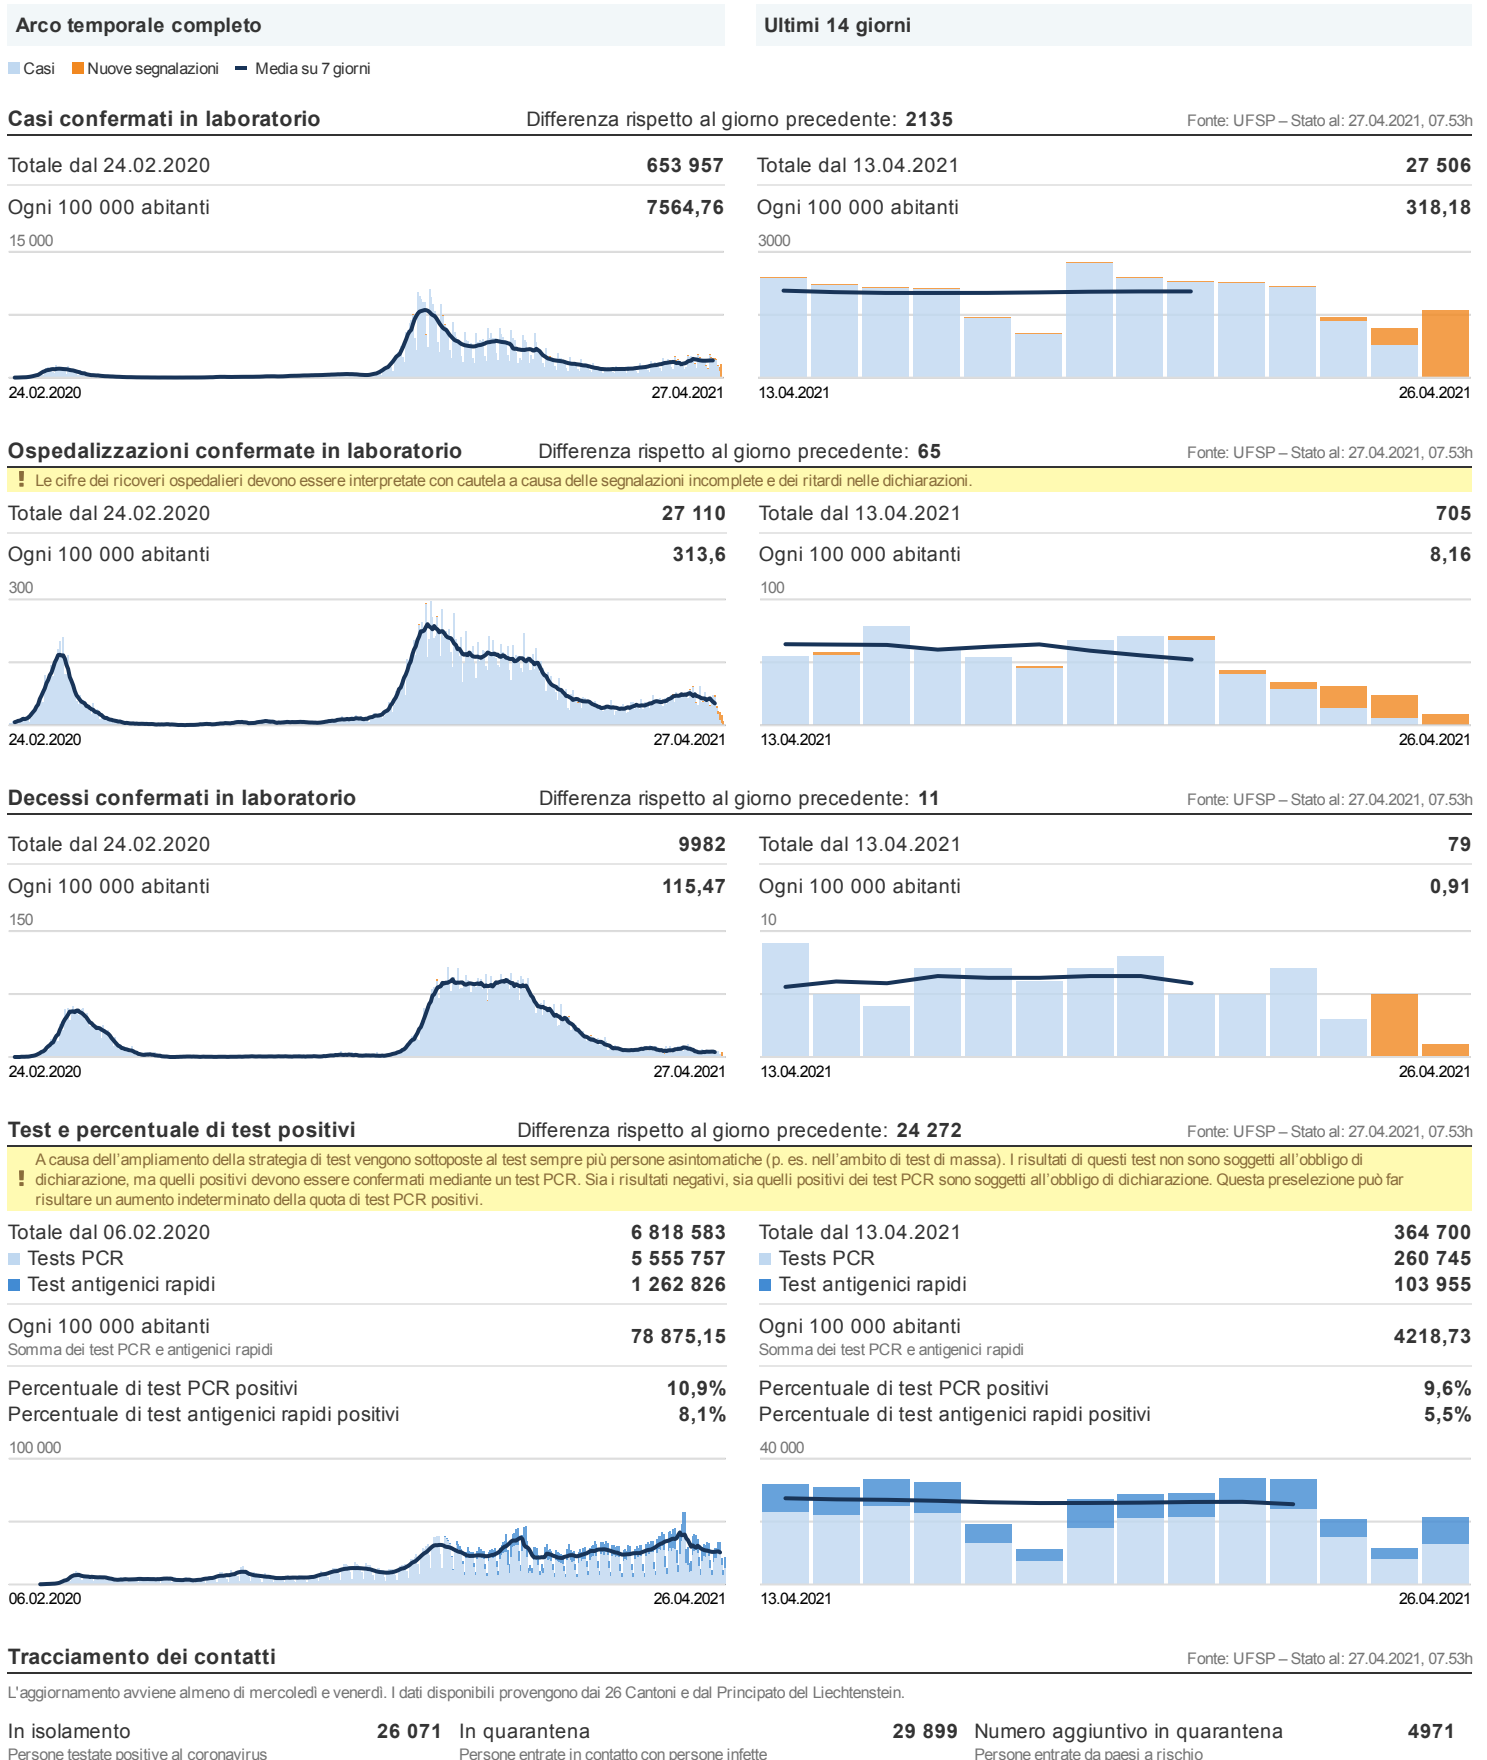 Arco temporale completo
Ultimi 14 giorni
Casi Nuove segnalazioni Media su 7 giorni
Casi confermati in laboratorio Differenza rispetto al giorno precedente: 2135 Fonte: UFSP – Stato al: 27.04.2021, 07.53h
Totale dal 24.02.2020 653 957
Ogni 100 000 abitanti 7564,76
15 000
24.02.2020 27.04.2021
Totale dal 13.04.2021 27 506
Ogni 100 000 abitanti 318,18
3000
13.04.2021 26.04.2021
Ospedalizzazioni confermate in laboratorio Differenza rispetto al giorno precedente: 65 Fonte: UFSP – Stato al: 27.04.2021, 07.53h
! Le cifre dei ricoveri ospedalieri devono essere interpretate con cautela a causa delle segnalazioni incomplete e dei ritardi nelle dichiarazioni.
Totale dal 24.02.2020 27 110
Ogni 100 000 abitanti 313,6
300
24.02.2020 27.04.2021
Totale dal 13.04.2021 705
Ogni 100 000 abitanti 8,16
100
13.04.2021 26.04.2021
Decessi confermati in laboratorio Differenza rispetto al giorno precedente: 11 Fonte: UFSP – Stato al: 27.04.2021, 07.53h
Totale dal 24.02.2020 9982
Ogni 100 000 abitanti 115,47
150
24.02.2020 27.04.2021
Totale dal 13.04.2021 79
Ogni 100 000 abitanti 0,91
10
13.04.2021 26.04.2021
Test e percentuale di test positivi Differenza rispetto al giorno precedente: 24 272 Fonte: UFSP – Stato al: 27.04.2021, 07.53h
A causa dell'ampliamento della strategia di test vengono sottoposte al test sempre più persone asintomatiche (p. es. nell'ambito di test di massa). I risultati di questi test non sono soggetti all'obbligo di
! dichiarazione, ma quelli positivi devono essere confermati mediante un test PCR. Sia i risultati negativi, sia quelli positivi dei test PCR sono soggetti all'obbligo di dichiarazione. Questa preselezione può far
risultare un aumento indeterminato della quota di test PCR positivi.
Totale dal 06.02.2020 6 818 583
Tests PCR 5 555 757
Test antigenici rapidi 1 262 826
Ogni 100 000 abitanti 78 875,15
Somma dei test PCR e antigenici rapidi
Percentuale di test PCR positivi 10,9%
Percentuale di test antigenici rapidi positivi 8,1%
100 000
06.02.2020 26.04.2021
Totale dal 13.04.2021 364 700
Tests PCR 260 745
Test antigenici rapidi 103 955
Ogni 100 000 abitanti 4218,73
Somma dei test PCR e antigenici rapidi
Percentuale di test PCR positivi 9,6%
Percentuale di test antigenici rapidi positivi 5,5%
40 000
13.04.2021 26.04.2021
Tracciamento dei contatti Fonte: UFSP – Stato al: 27.04.2021, 07.53h
L'aggiornamento avviene almeno di mercoledì e venerdì. I dati disponibili provengono dai 26 Cantoni e dal Principato del Liechtenstein.
In isolamento 26 071
Persone testate positive al coronavirus
In quarantena 29 899
Persone entrate in contatto con persone infette
Numero aggiuntivo in quarantena 4971
Persone entrate da paesi a rischio